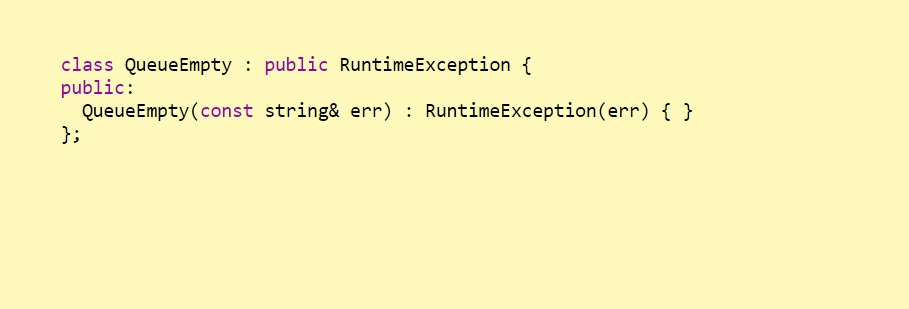 class QueueEmpty : public RuntimeException {
public:
  QueueEmpty(const string& err) : RuntimeException(err) { }
};